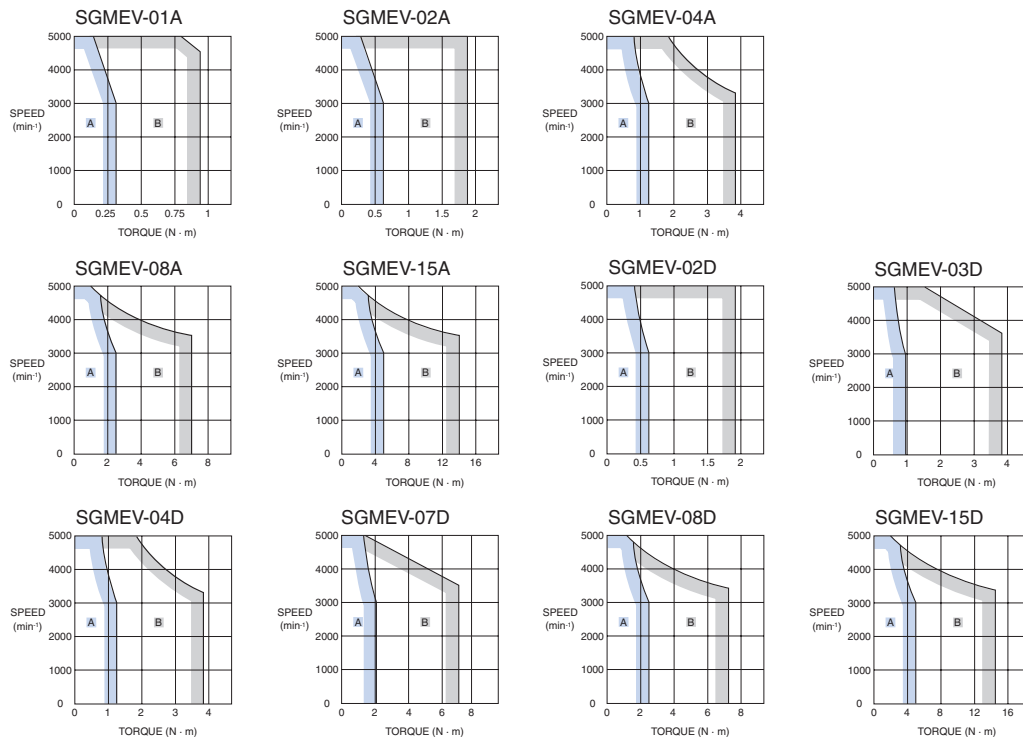 SGMEV-01A
5000
4000
3000
2000
1000
0
SPEED
(min-1)
A
B
0 0.25 0.5 0.75 1
TORQUE (N · m)
SGMEV-02A
5000
4000
3000
2000
1000
0
SPEED
(min-1)
A
B
0 0.5 1 1.5 2
TORQUE (N · m)
SGMEV-04A
5000
4000
3000
2000
1000
0
SPEED
(min-1)
A
B
0 1 2 3 4
TORQUE (N · m)
SGMEV-08A
5000
4000
3000
2000
1000
0
SPEED
(min-1)
A
B
0 2 4 6 8
TORQUE (N · m)
SGMEV-15A
5000
4000
3000
2000
1000
0
SPEED
(min-1)
A
B
0 4 8 12 16
TORQUE (N · m)
SGMEV-02D
5000
4000
3000
2000
1000
0
SPEED
(min-1)
A
B
0 0.5 1 1.5 2
TORQUE (N · m)
SGMEV-03D
5000
4000
3000
2000
1000
0
SPEED
(min-1)
A
B
0 1 2 3 4
TORQUE (N · m)
SGMEV-04D
5000
4000
3000
2000
1000
0
SPEED
(min-1)
A
B
0 1 2 3 4
TORQUE (N · m)
SGMEV-07D
5000
4000
3000
2000
1000
0
SPEED
(min-1)
A
B
0 2 4 6 8
TORQUE (N · m)
SGMEV-08D
5000
4000
3000
2000
1000
0
SPEED
(min-1)
A
B
0 2 4 6 8
TORQUE (N · m)
SGMEV-15D
5000
4000
3000
2000
1000
0
SPEED
(min-1)
A
B
0 4 8 12 16
TORQUE (N · m)